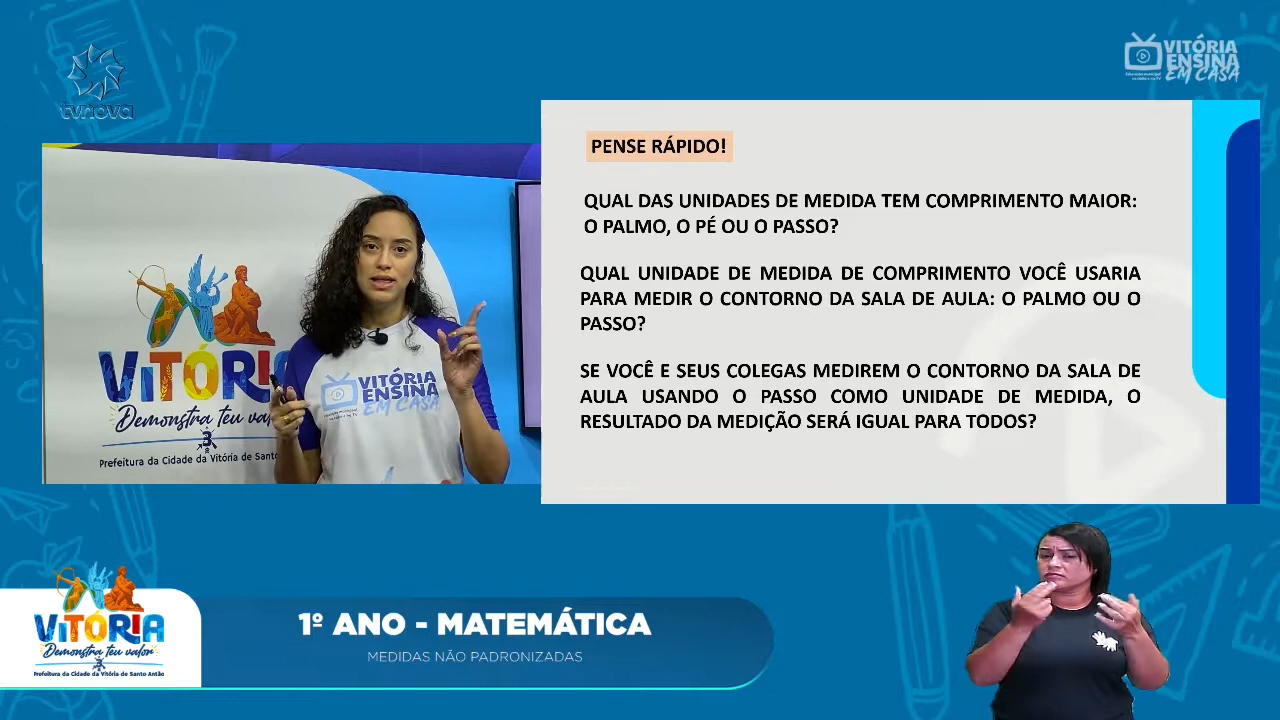 tvnova
VITÓRIA
ENSINA
EM CASA
PENSE RÁPIDO!
QUAL DAS UNIDADES DE MEDIDA TEM COMPRIMENTO MAIOR:
O PALMO, O PÉ OU O PASSO?
QUAL UNIDADE DE MEDIDA DE COMPRIMENTO VOCÊ USARIA
PARA MEDIR O CONTORNO DA SALA DE AULA: O PALMO OU O
PASSO?
SE VOCÊ E SEUS COLEGAS MEDIREM O CONTORNO DA SALA DE
AULA USANDO O PASSO COMO UNIDADE DE MEDIDA, O
RESULTADO DA MEDIÇÃO SERÁ IGUAL PARA TODOS?
VITÓRIA
Demonstra teu valor
Prefeitura da Cidade da Vitória de Santo
VITÓRIA
ENSINA
EM CASA
VITÓRIA
Demonstra teu valor
Prefeitura da Cidade da Vitória de Santo Antão
1º ANO - MATEMÁTICA
MEDIDAS NÃO PADRONIZADAS